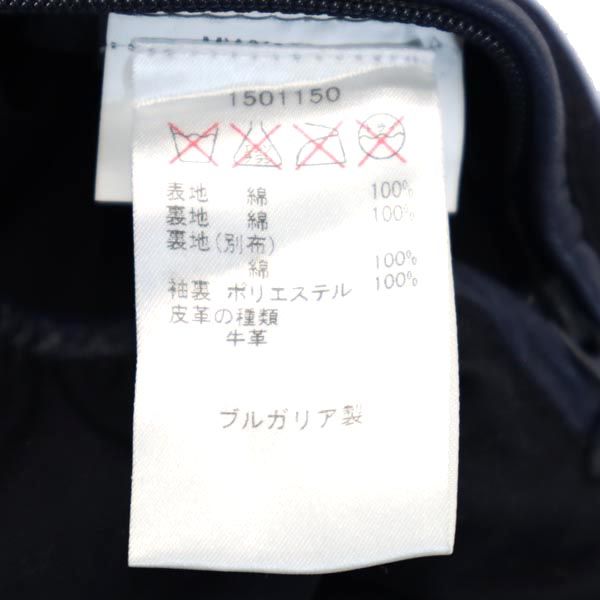 1501150
表地 綿 100%
裏地 綿 100%
裏地(別布)
綿 100%
袖裏 ポリエステル 100%
皮革の種類
牛革
ブルガリア製